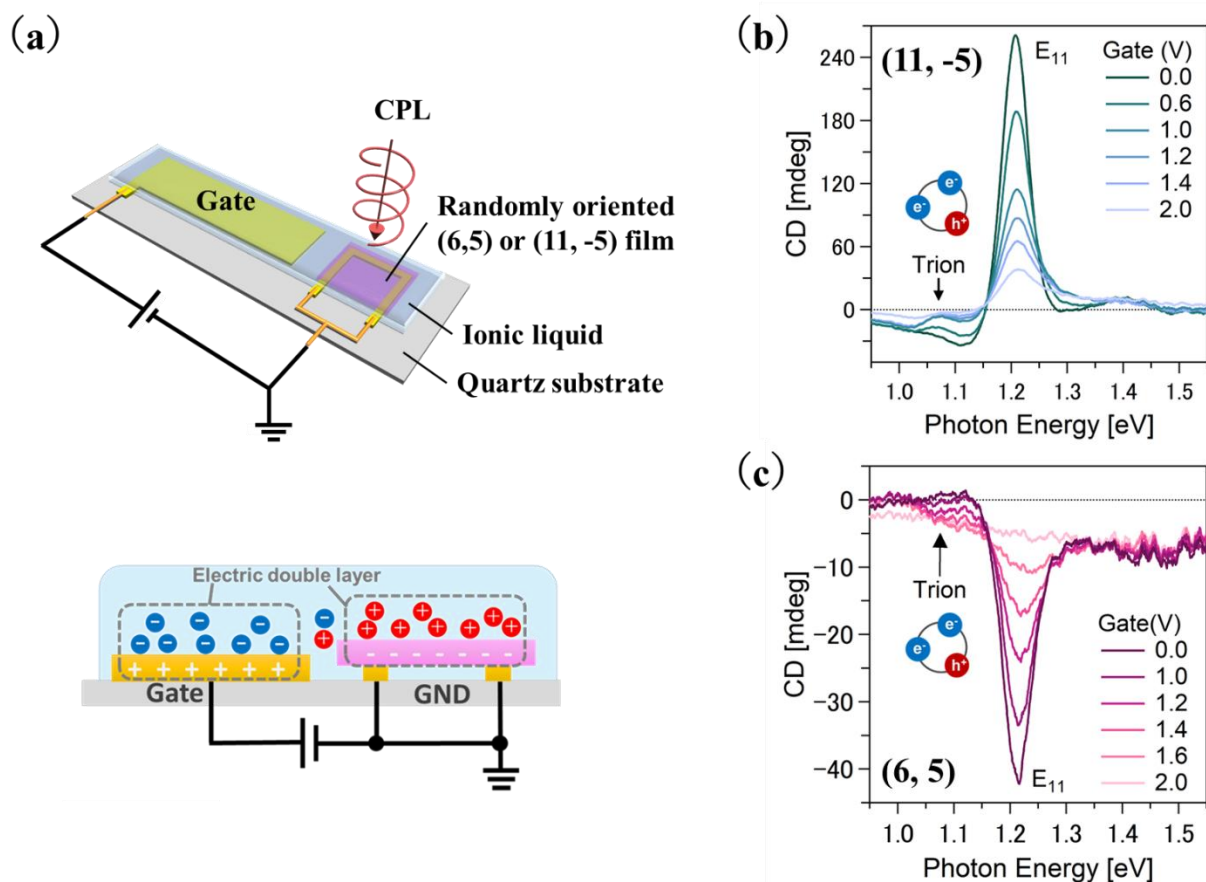 (a)
CPL
Gate
Randomly oriented
(6,5) or (11, -5) film
Ionic liquid
Quartz substrate
Electric double layer
− − − − − − − + + + + + + + +
+ + + + + + - - - - - - -
Gate
GND
(b)
(11, -5)
E₁₁
Gate (V)
0.0
0.6
1.0
1.2
1.4
2.0
e⁻
e⁻
h⁺
Trion
CD [mdeg]
240
180
120
60
0
1.0 1.1 1.2 1.3 1.4 1.5
Photon Energy [eV]
(c)
Trion
e⁻
e⁻
h⁺
(6, 5)
E₁₁
Gate(V)
0.0
1.0
1.2
1.4
1.6
2.0
CD [mdeg]
0
−10
−20
−30
−40
1.0 1.1 1.2 1.3 1.4 1.5
Photon Energy [eV]